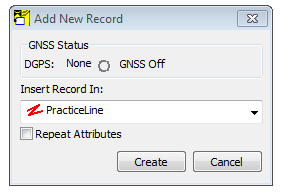 Add New Record
GNSS Status
DGPS: None GNSS Off
Insert Record In:
PracticeLine
Repeat Attributes
Create Cancel